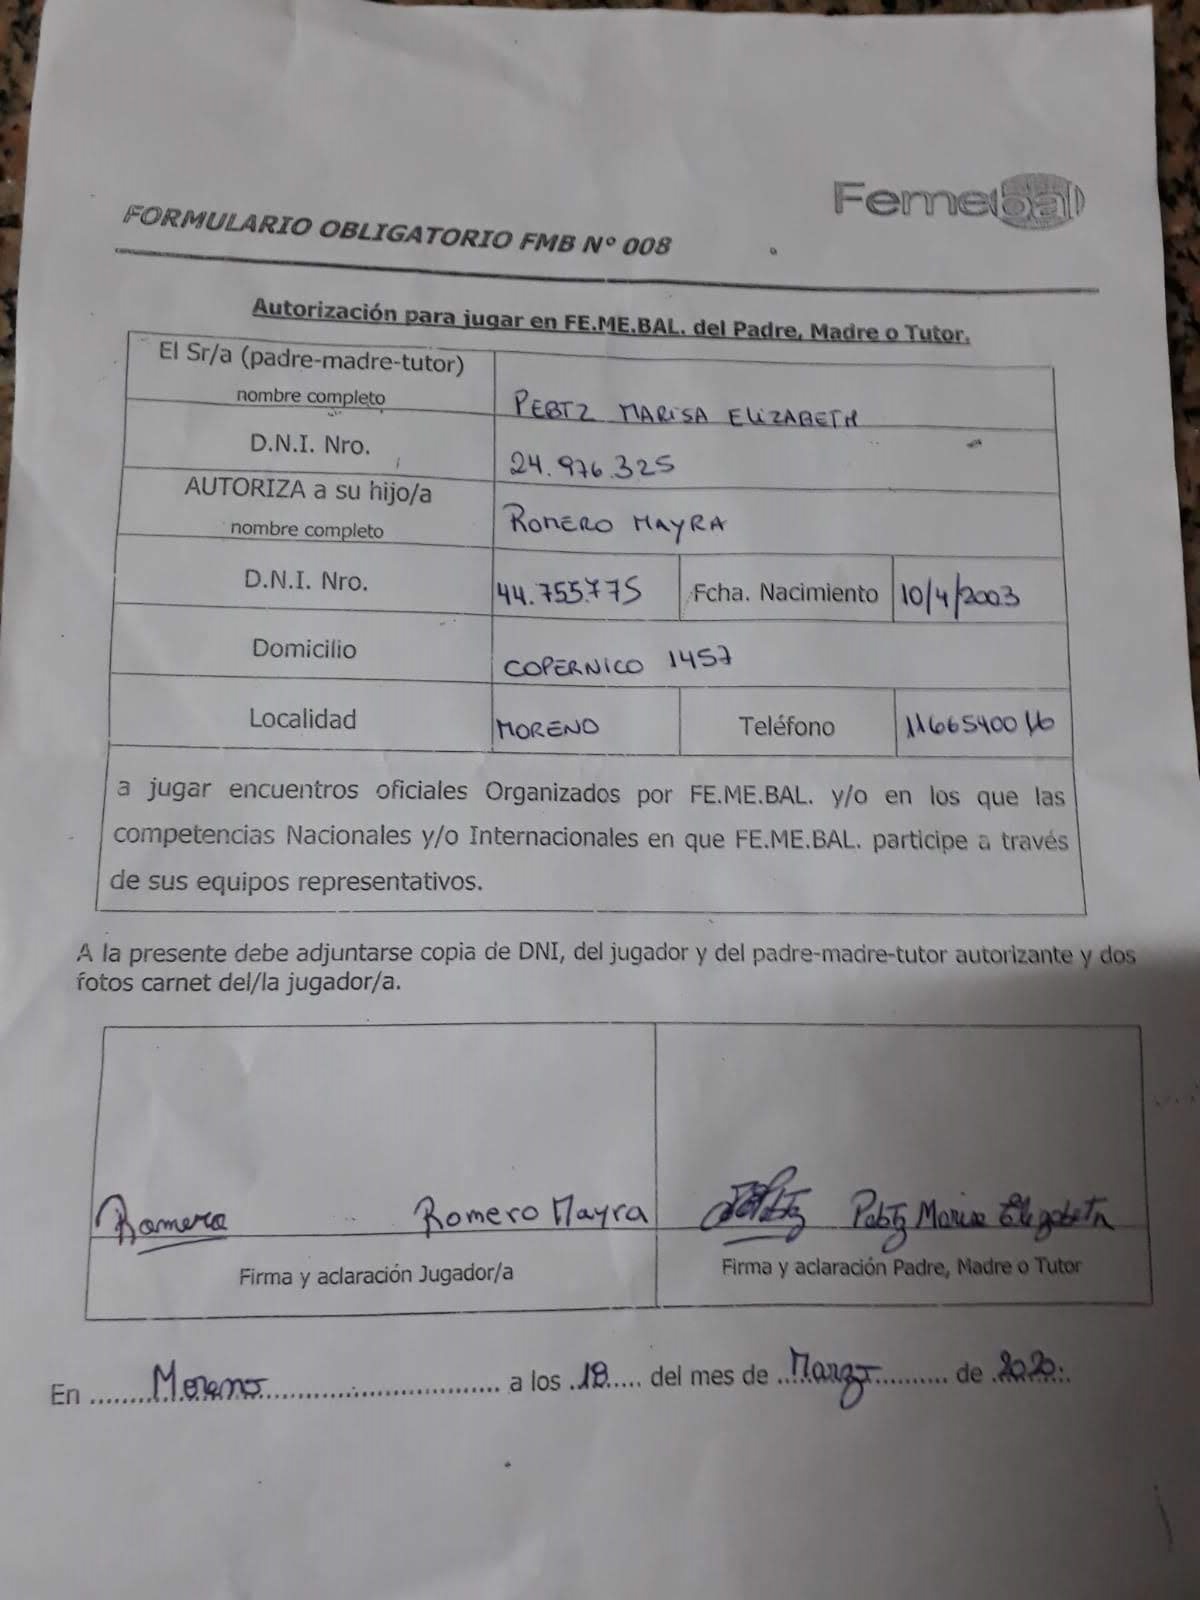 Femebal
FORMULARIO OBLIGATORIO FMB Nº 008
Autorización para jugar en FE.ME.BAL. del Padre, Madre o Tutor.
El Sr/a (padre-madre-tutor)
nombre completo
PEBTZ MARISA ELIZABETH
D.N.I. Nro.
24.976.325
AUTORIZA a su hijo/a
nombre completo
ROMERO MAYRA
D.N.I. Nro. 44.755.775 Fcha. Nacimiento 10/4/2003
Domicilio COPERNICO 1457
Localidad MORENO Teléfono
a jugar encuentros oficiales Organizados por FE.ME.BAL. y/o en los que las
competencias Nacionales y/o Internacionales en que FE.ME.BAL. participe a través
de sus equipos representativos.
A la presente debe adjuntarse copia de DNI, del jugador y del padre-madre-tutor autorizante y dos
fotos carnet del/la jugador/a.
Romero Romero Mayra
Firma y aclaración Jugador/a
Elizabeth
Firma y aclaración Padre, Madre o Tutor
En ........Moreno................................ a los .18..... del mes de ..Marzo.......... de .2020.